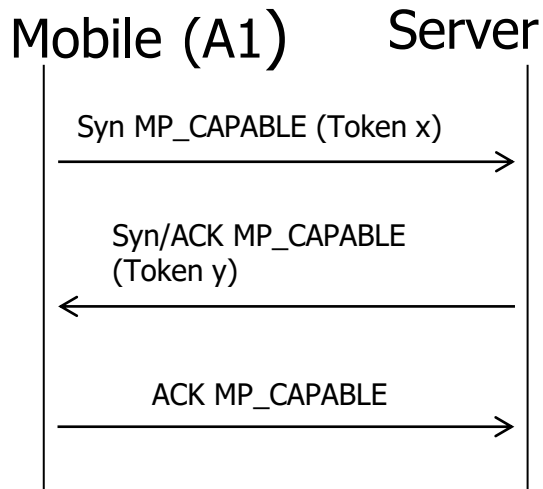 Mobile (A1)
Server
Syn MP_CAPABLE (Token x)
Syn/ACK MP_CAPABLE
(Token y)
ACK MP_CAPABLE